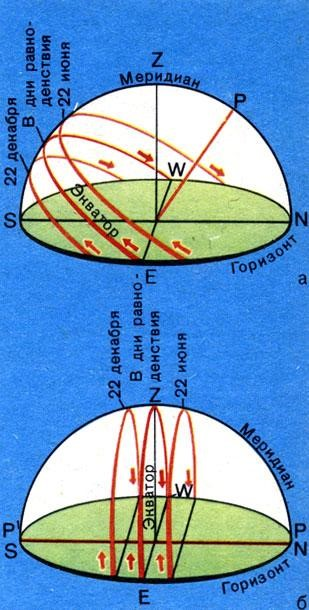 Z
Меридиан
P
22 декабря
В дни равно-
денствия
22 июня
W
Экватор
S
N
E
Горизонт
а
22 декабря
В дни равно-
денствия
22 июня
Z
Меридиан
W
Экватор
P'
S
P
N
E
Горизонт
б